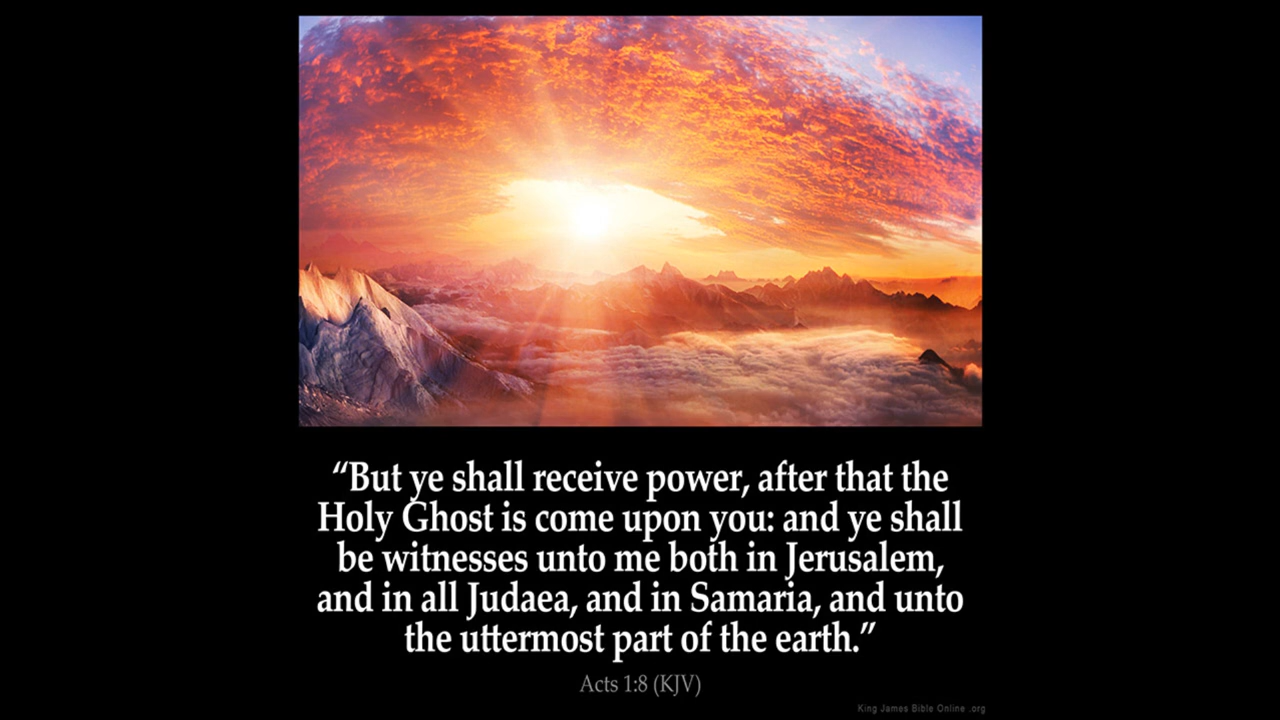 “But ye shall receive power, after that the
Holy Ghost is come upon you: and ye shall
be witnesses unto me both in Jerusalem,
and in all Judaea, and in Samaria, and unto
the uttermost part of the earth.”
Acts 1:8 (KJV)
King James Bible Online .org